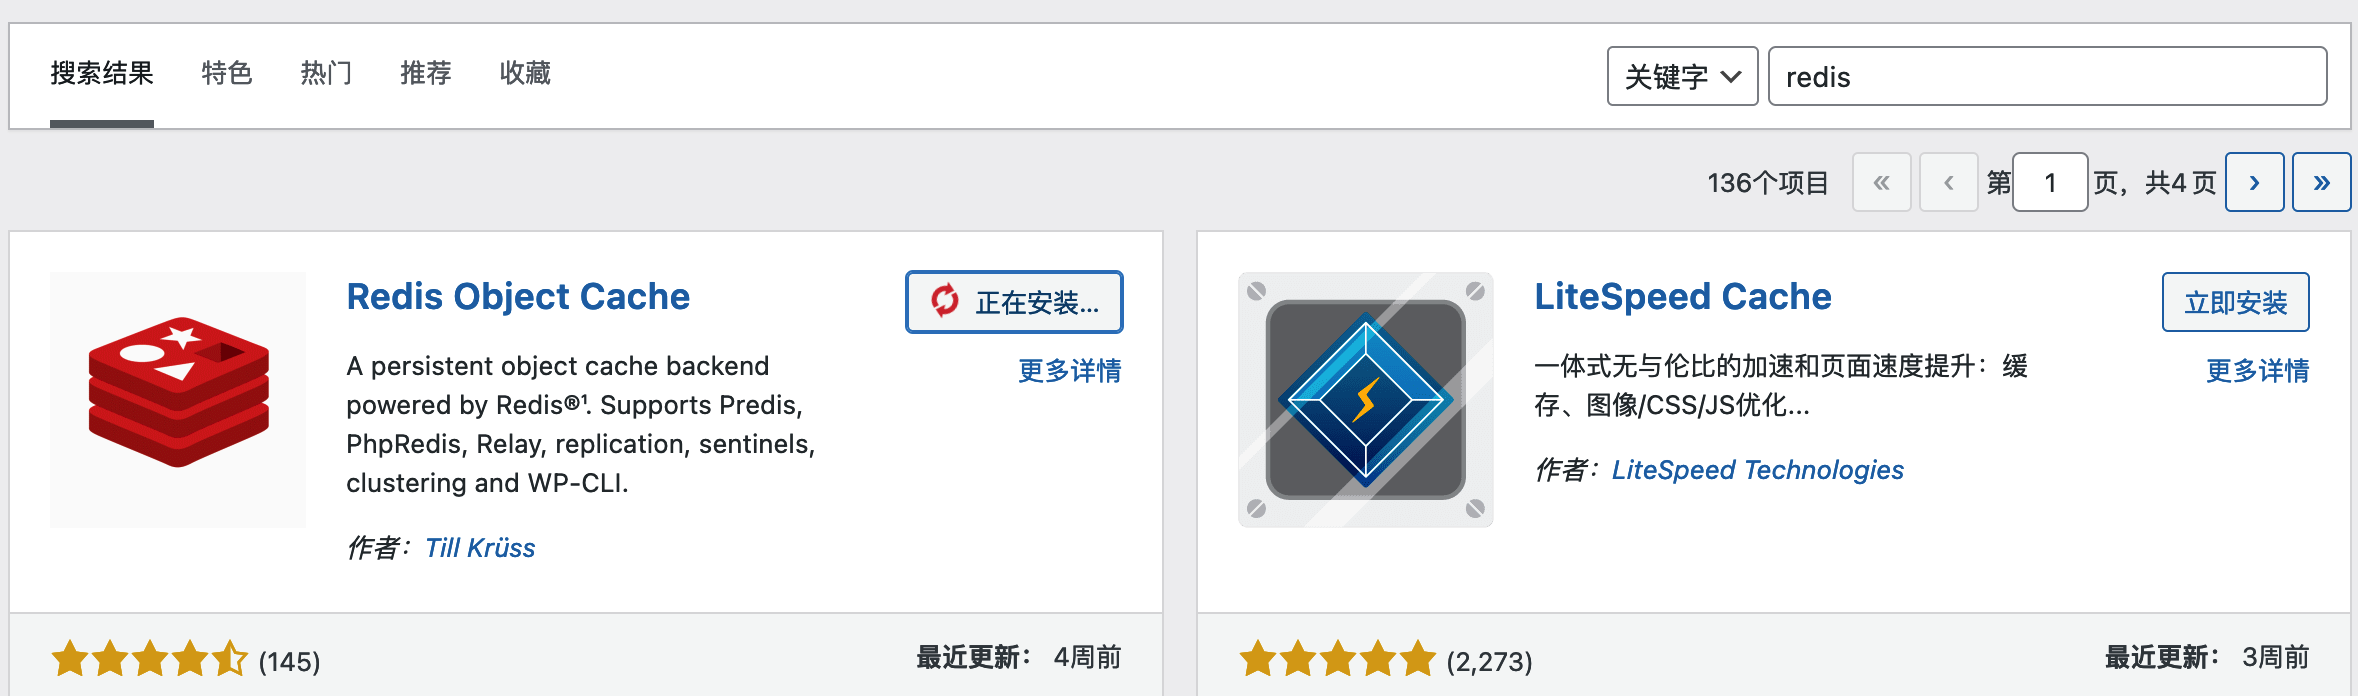 搜索结果 特色 热门 推荐 收藏 关键字 redis
136个项目 « ‹ 第 1 页，共4页 › »
Redis Object Cache
正在安装...
更多详情
A persistent object cache backend
powered by Redis®¹. Supports Predis,
PhpRedis, Relay, replication, sentinels,
clustering and WP-CLI.
作者：Till Krüss
(145)
最近更新： 4周前
LiteSpeed Cache
立即安装
更多详情
一体式无与伦比的加速和页面速度提升：缓
存、图像/CSS/JS优化...
作者：LiteSpeed Technologies
(2,273)
最近更新： 3周前